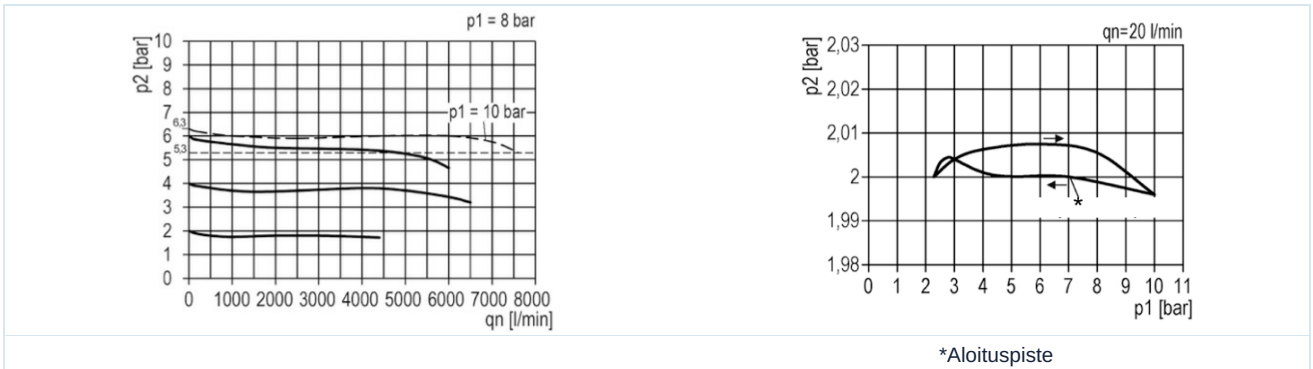 p1 = 8 bar
p2 [bar]
10
9
8
7
6,3
6
5,3
5
4
3
2
1
0
p1 = 10 bar
0 1000 2000 3000 4000 5000 6000 7000 8000
qn [l/min]
qn=20 l/min
p2 [bar]
2,03
2,02
2,01
2
1,99
1,98
*
0 1 2 3 4 5 6 7 8 9 10 11
p1 [bar]
*Aloituspiste